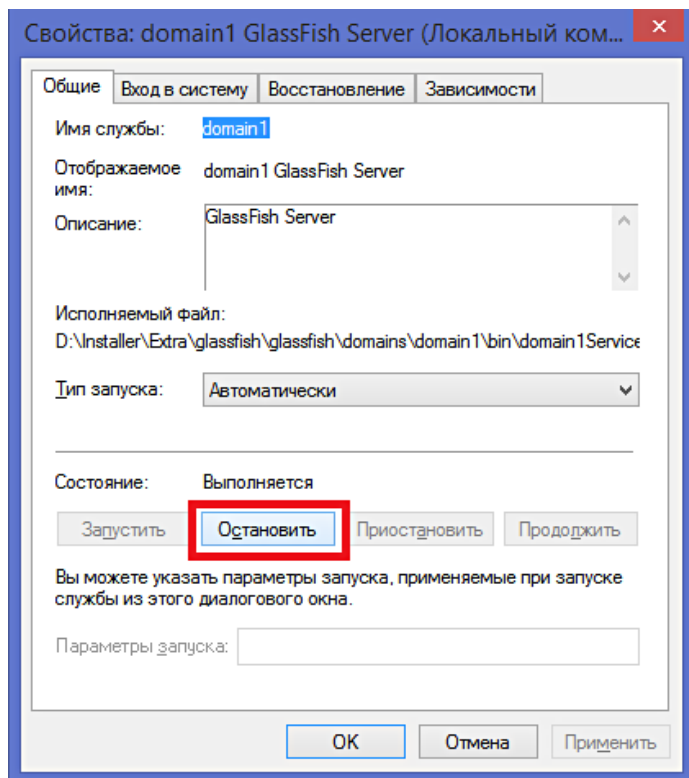 Свойства: domain1 GlassFish Server (Локальный ком...
Общие Вход в систему Восстановление Зависимости
Имя службы: domain1
Отображаемое имя: domain1 GlassFish Server
Описание: GlassFish Server
Исполняемый файл:
D:\Installer\Extra\glassfish\glassfish\domains\domain1\bin\domain1Service
Тип запуска: Автоматически
Состояние: Выполняется
Запустить Остановить Приостановить Продолжить
Вы можете указать параметры запуска, применяемые при запуске
службы из этого диалогового окна.
Параметры запуска:
OK Отмена Применить